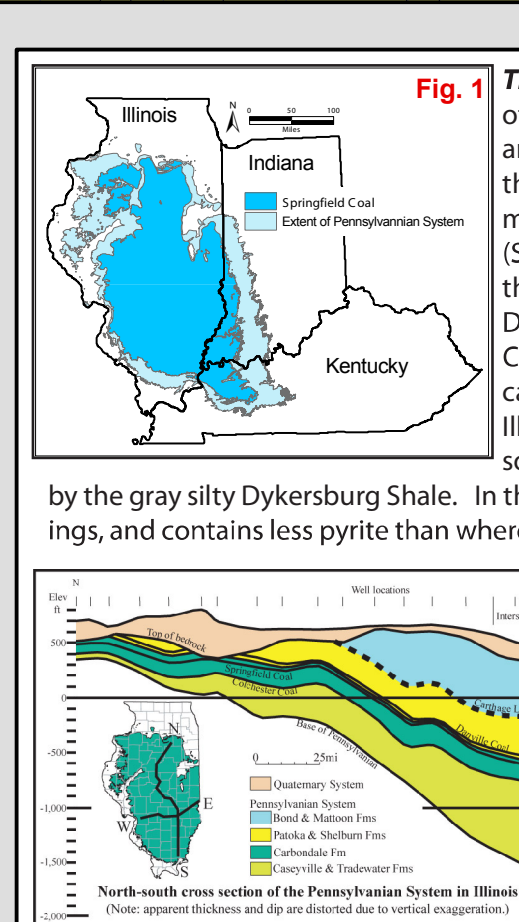 Fig. 1
Illinois
N
0 50 100
Miles
Indiana
Springfield Coal
Extent of Pennsylvannian System
Kentucky
by the gray silty Dykersburg Shale. In th
ings, and contains less pyrite than where
N
Well locations
Elev
ft
Inters
500
0
-500
-1,000
-1,500
-2,000
Top of bedrock
Springfield Coal
Colchester Coal
Base of Pennsylvanian
Carthage L
Danville Coal
N
E
W
S
0 25mi
Quaternary System
Pennsylvanian System
Bond & Mattoon Fms
Patoka & Shelburn Fms
Carbondale Fm
Caseyville & Tradewater Fms
North-south cross section of the Pennsylvanian System in Illinois
(Note: apparent thickness and dip are distorted due to vertical exaggeration.)